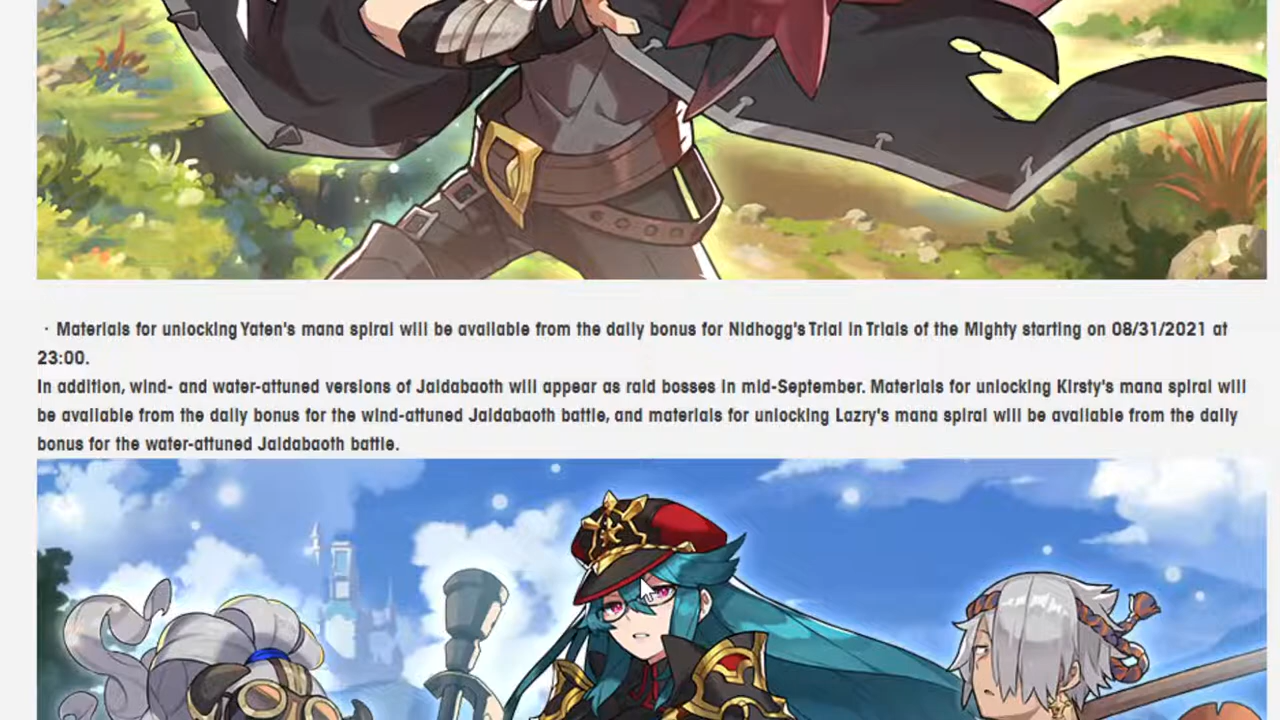 · Materials for unlocking Yaten's mana spiral will be available from the daily bonus for Nidhogg's Trial in Trials of the Mighty starting on 08/31/2021 at
23:00.
In addition, wind- and water-attuned versions of Jaldabaoth will appear as raid bosses in mid-September. Materials for unlocking Kirsty's mana spiral will
be available from the daily bonus for the wind-attuned Jaldabaoth battle, and materials for unlocking Lazry's mana spiral will be available from the daily
bonus for the water-attuned Jaldabaoth battle.